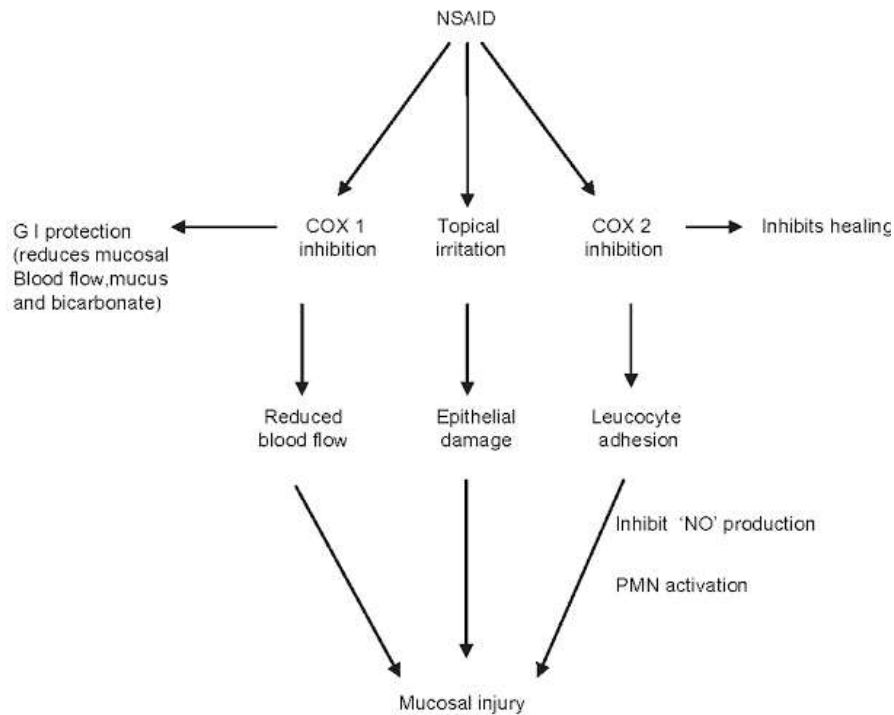 NSAID
G I protection
(reduces mucosal
Blood flow,mucus
and bicarbonate)
COX 1
inhibition
Topical
irritation
COX 2
inhibition
Inhibits healing
Reduced
blood flow
Epithelial
damage
Leucocyte
adhesion
Inhibit 'NO' production
PMN activation
Mucosal injury